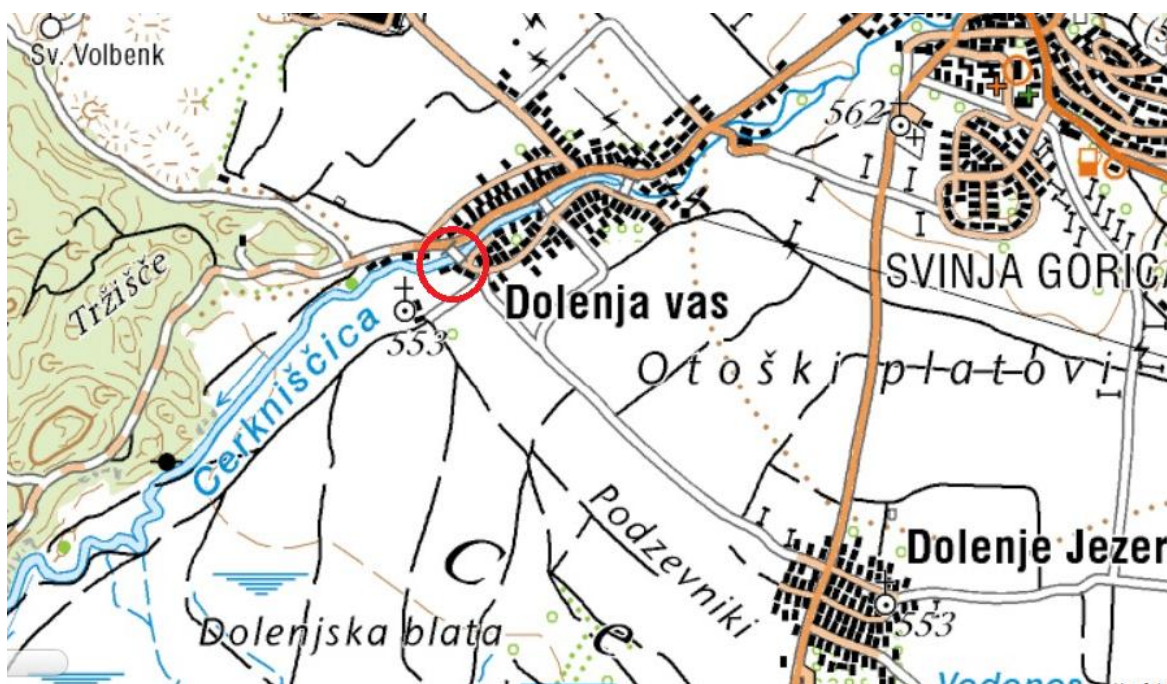 Sv. Volbenk
562
Tržišče
SVINJA GORICA
Dolenja vas
553
Otoški platovi
Cerkniščica
Podzevniki
Dolenje Jezer
C
e
553
Dolenjska blata